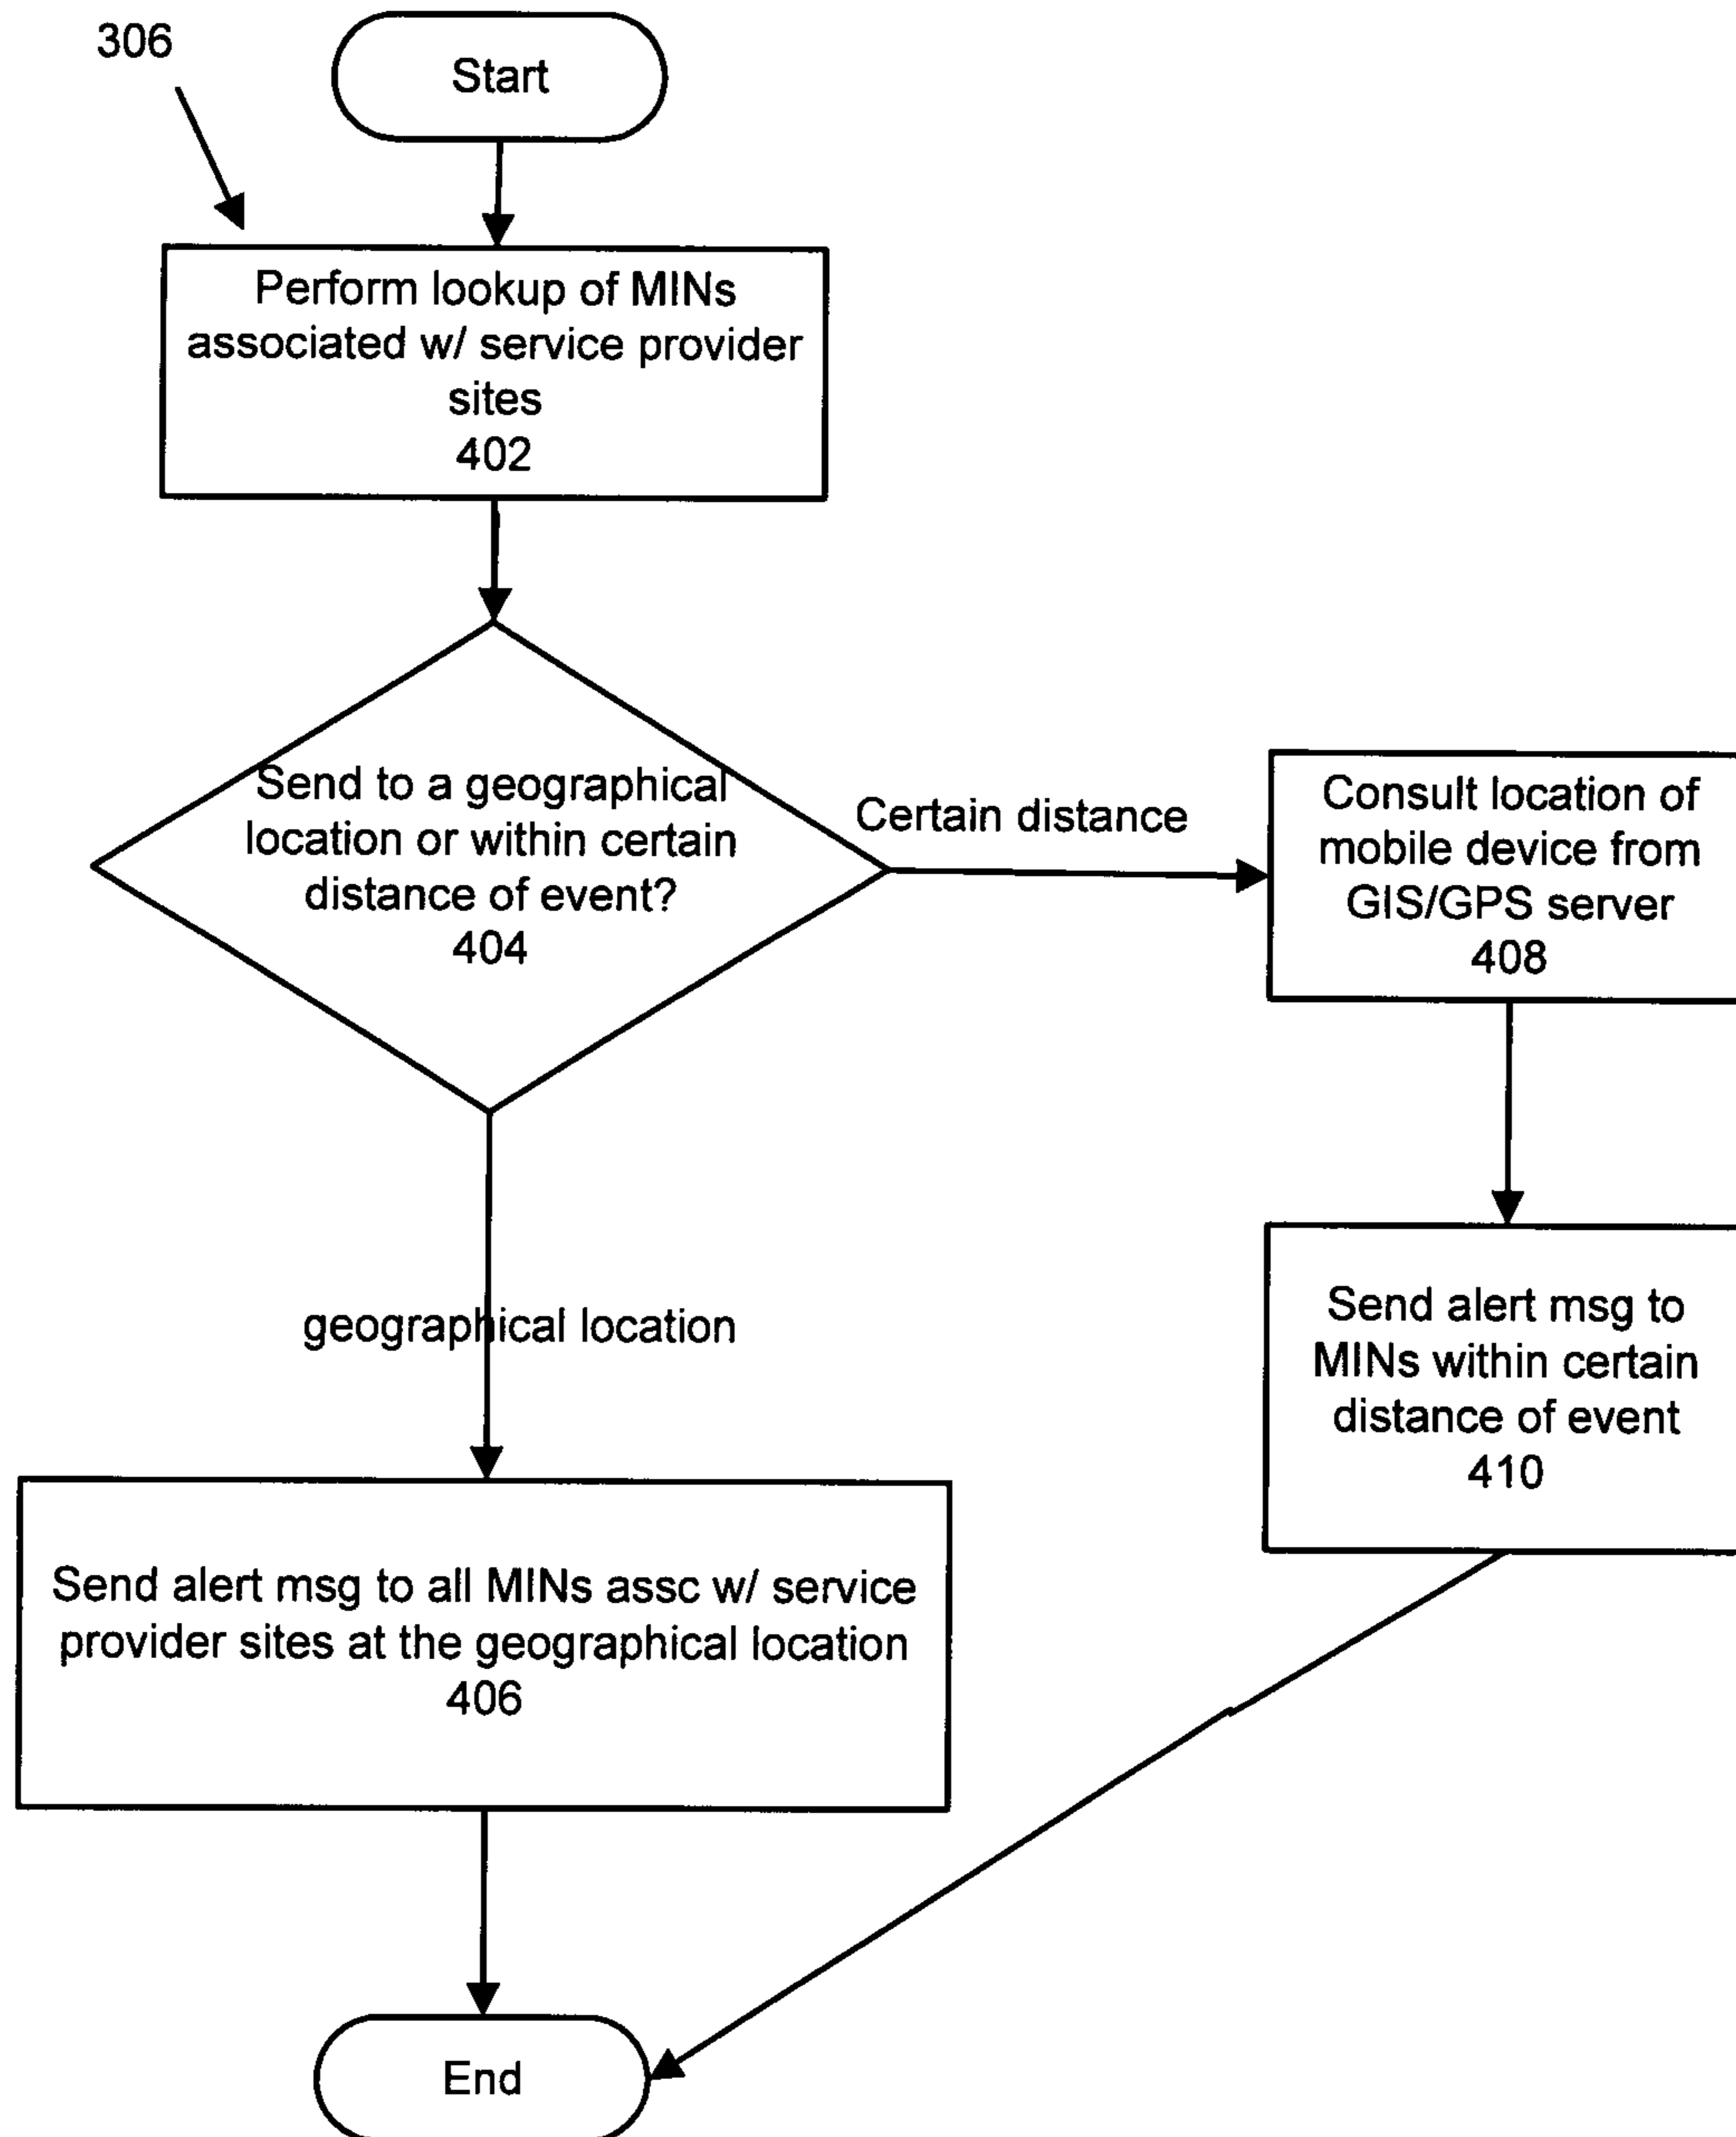 306
Start
Perform lookup of MINs
associated w/ service provider
sites
402
Send to a geographical
location or within certain
distance of event?
404
Certain distance
Consult location of
mobile device from
GIS/GPS server
408
geographical location
Send alert msg to
MINs within certain
distance of event
410
Send alert msg to all MINs assc w/ service
provider sites at the geographical location
406
End